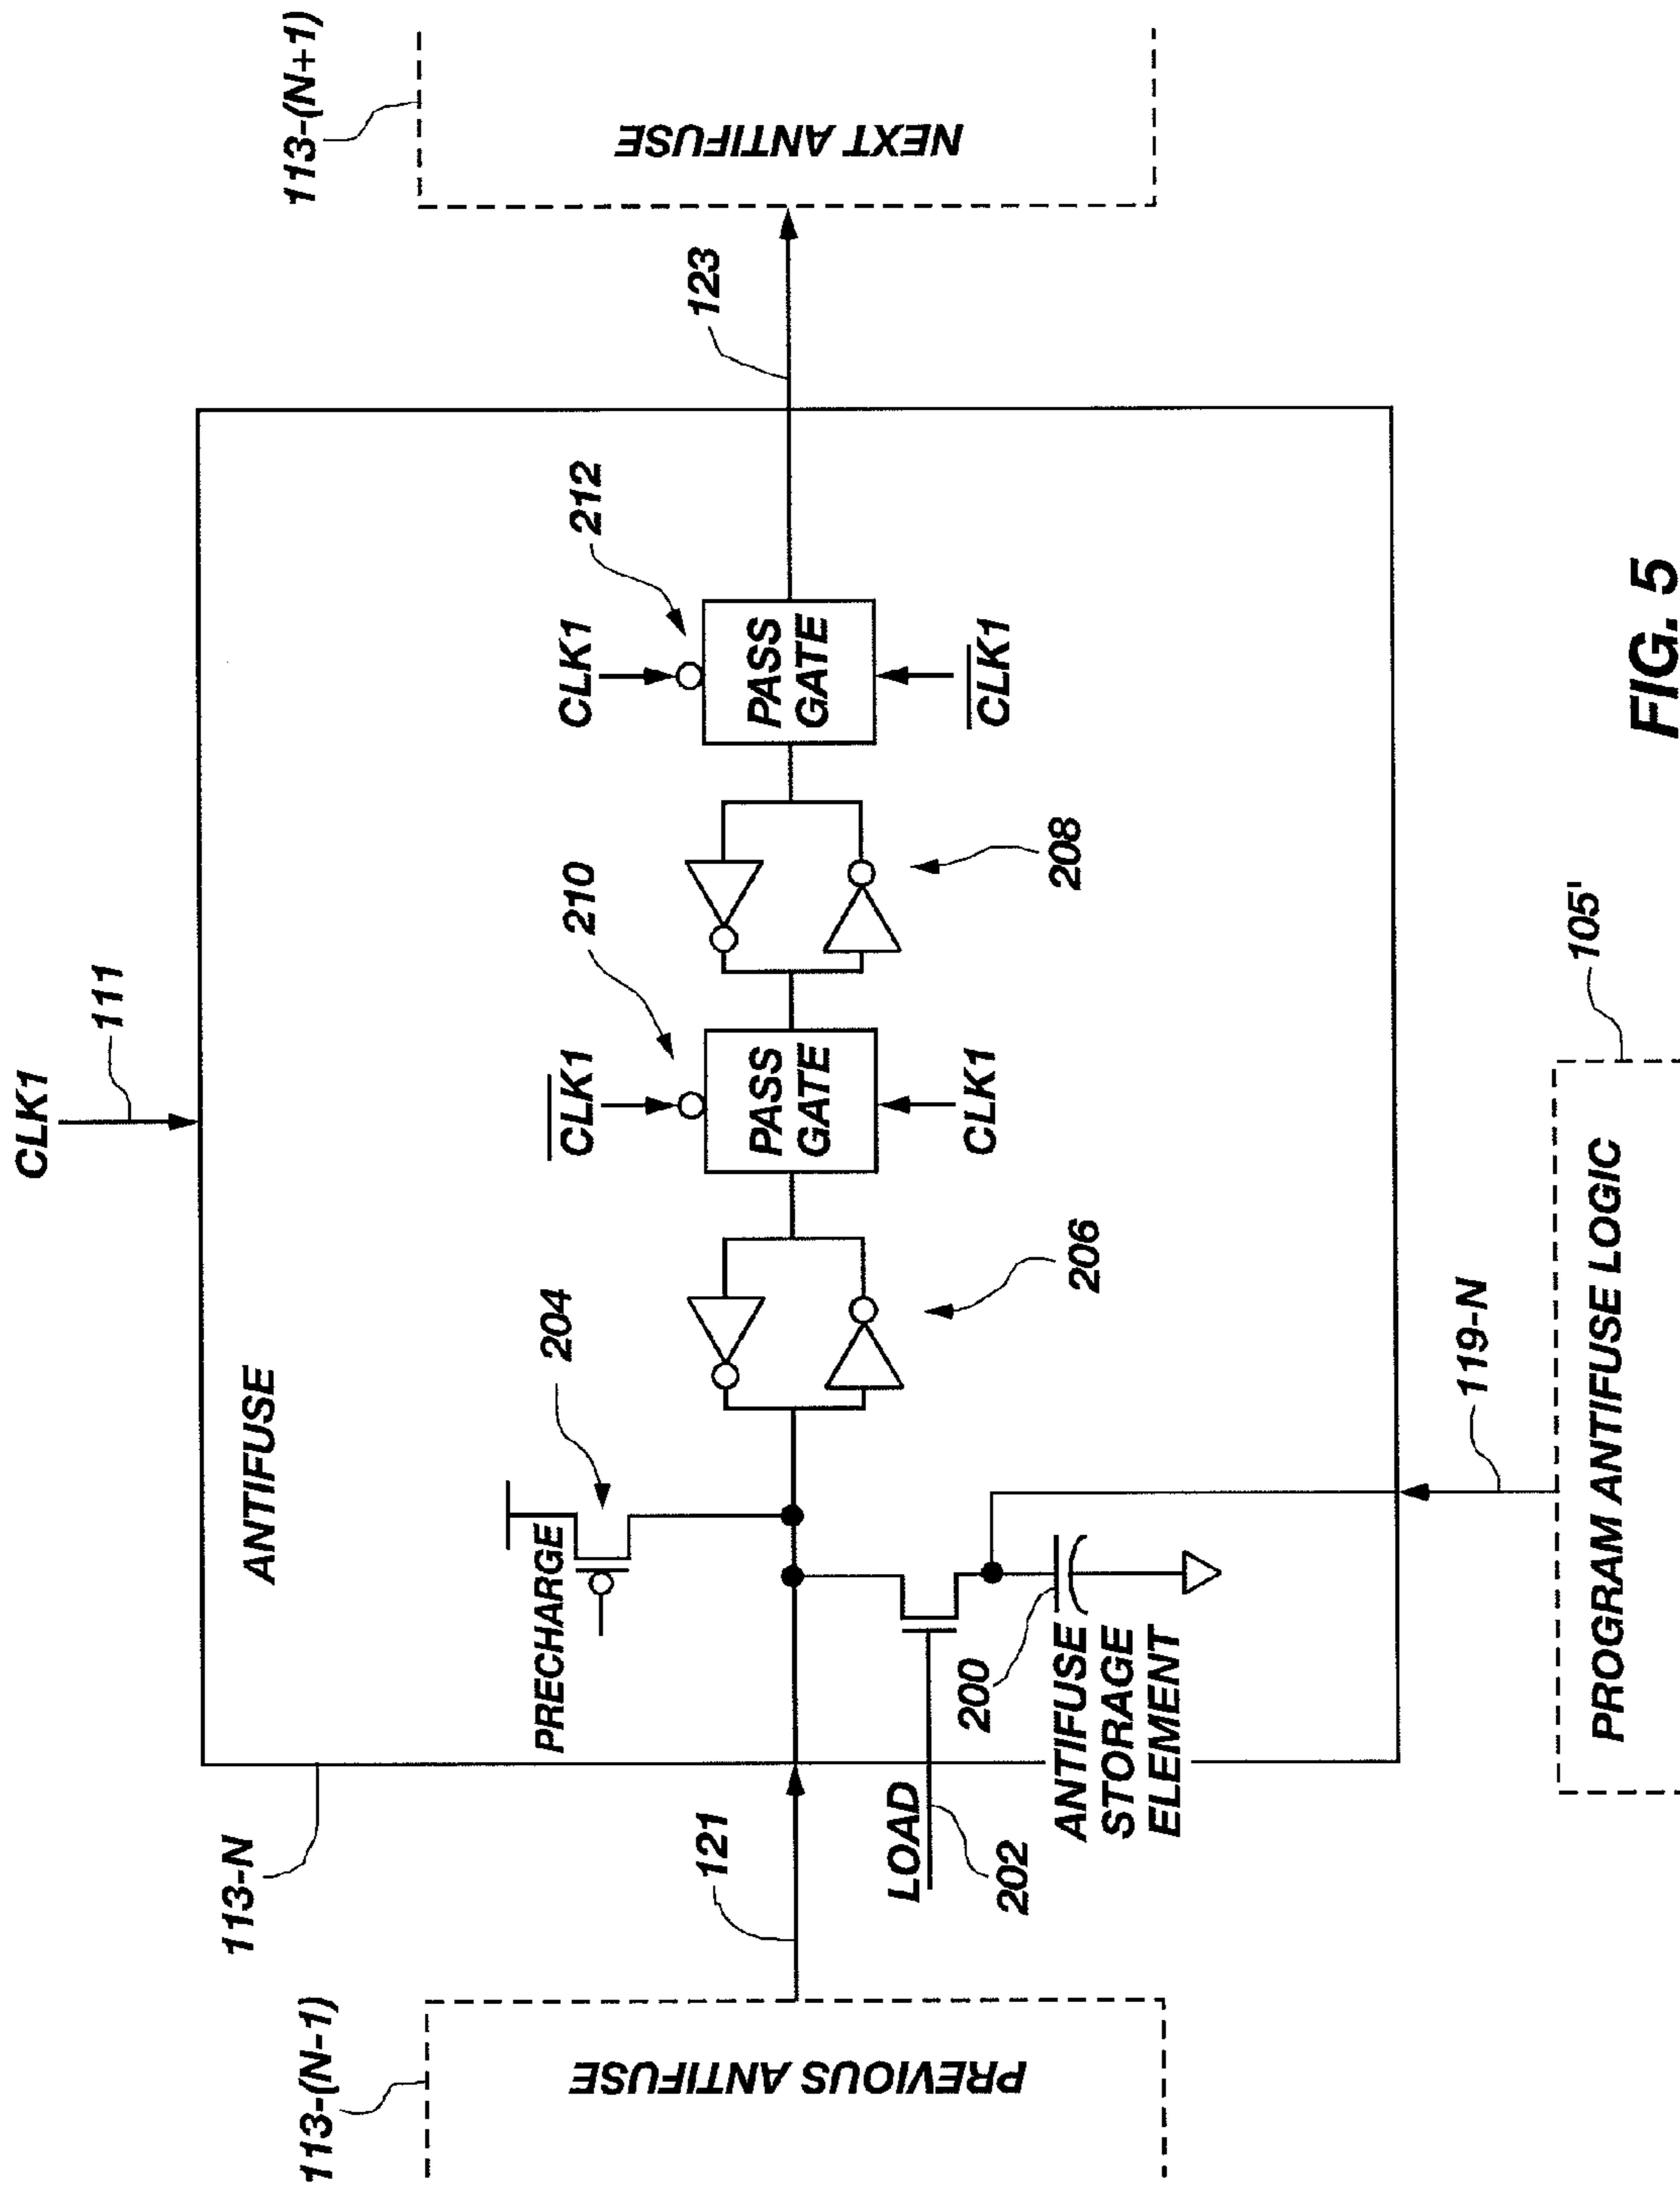 CLK1
111
113-(N-1)
PREVIOUS ANTIFUSE
121
113-N
ANTIFUSE
PRECHARGE
204
LOAD
202
200
ANTIFUSE
STORAGE
ELEMENT
206
C̅L̅K̅1̅
210
PASS
GATE
CLK1
208
CLK1
212
PASS
GATE
C̅L̅K̅1̅
123
113-(N+1)
NEXT ANTIFUSE
119-N
105'
PROGRAM ANTIFUSE LOGIC
FIG. 5